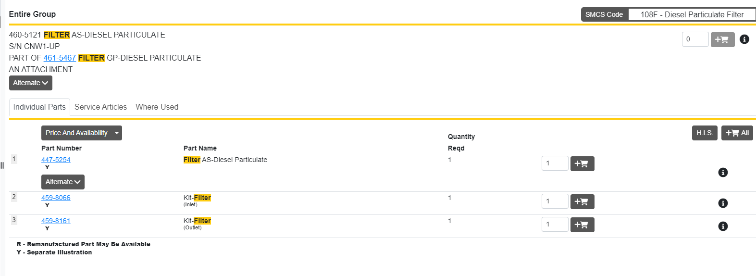 Entire Group
SMCS Code 108F - Diesel Particulate Filter
460-5121 FILTER AS-DIESEL PARTICULATE
S/N CNW1-UP
PART OF 461-5467 FILTER GP-DIESEL PARTICULATE
AN ATTACHMENT
Alternate
0
Individual Parts Service Articles Where Used
Price And Availability
Quantity
H.I.S.
All
Part Number Part Name Reqd
1 447-5254 Filter AS-Diesel Particulate 1 1
Y
Alternate
2 459-8066 Kit-Filter 1 1
Y (Inlet)
3 459-8161 Kit-Filter 1 1
Y (Outlet)
R - Remanufactured Part May Be Available
Y - Separate Illustration